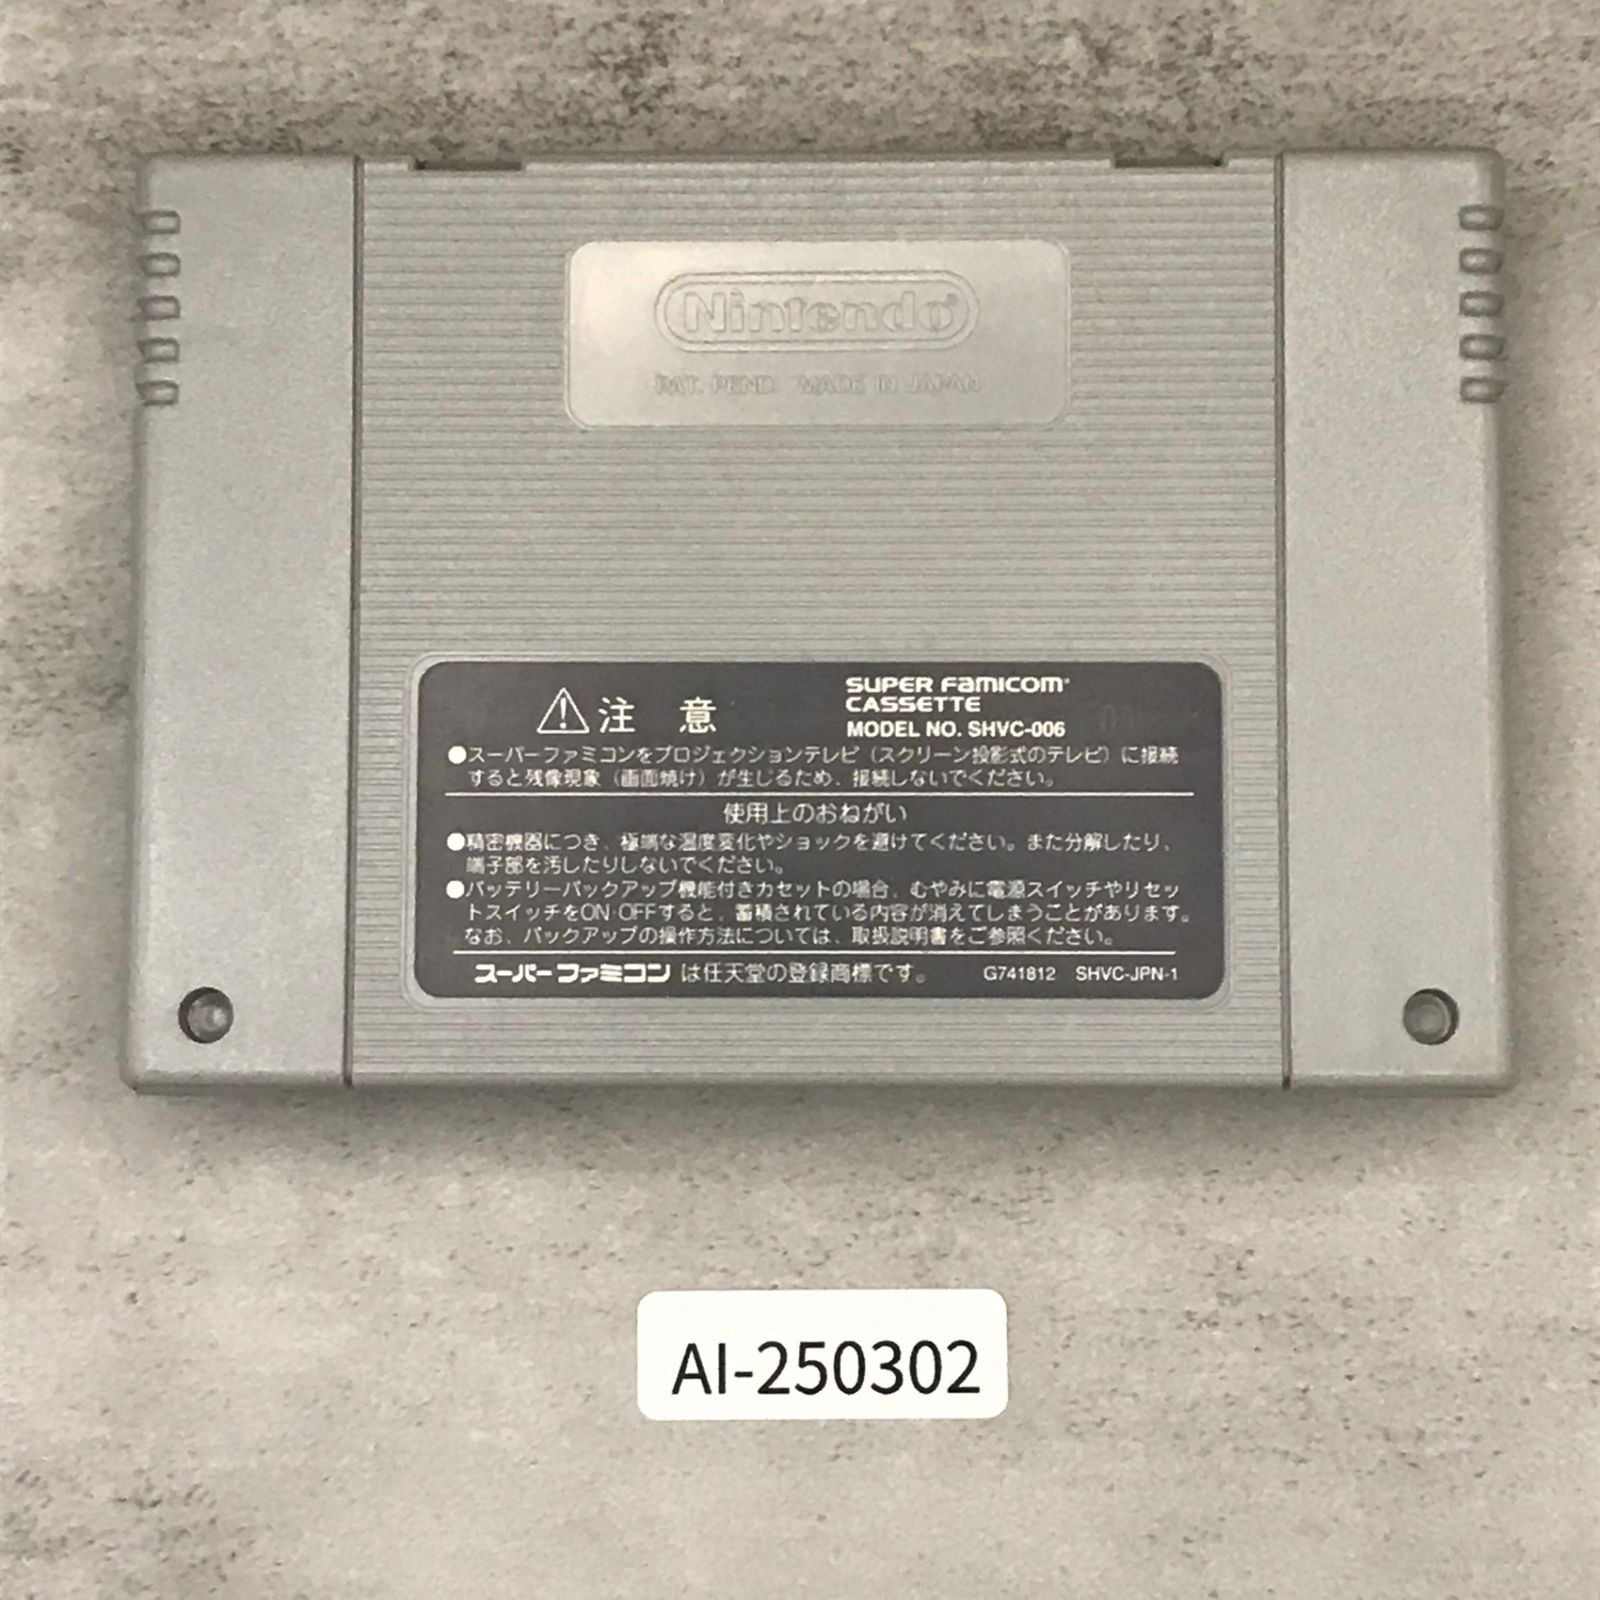 Nintendo®
PAT. PEND. MADE IN JAPAN
注 意
SUPER FAMICOM®
CASSETTE
MODEL NO. SHVC-006
●スーパーファミコンをプロジェクションテレビ（スクリーン投影式のテレビ）に接続
すると残像現象（画面焼け）が生じるため、接続しないでください。
使用上のおねがい
●精密機器につき、極端な温度変化やショックを避けてください。また分解したり、
端子部を汚したりしないでください。
●バッテリーバックアップ機能付きカセットの場合、むやみに電源スイッチやリセッ
トスイッチをON・OFFすると、蓄積されている内容が消えてしまうことがあります。
なお、バックアップの操作方法については、取扱説明書をご参照ください。
スーパーファミコン は任天堂の登録商標です。 G741812 SHVC-JPN-1
AI-250302